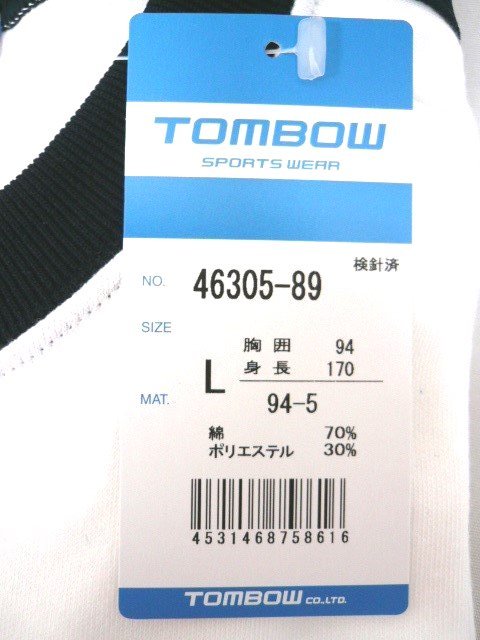 TOMBOW
SPORTS WEAR
検針済
NO. 46305-89
SIZE
L 胸囲 94
身長 170
MAT. 94-5
綿 70%
ポリエステル 30%
4531468758616
TOMBOW CO.,LTD.